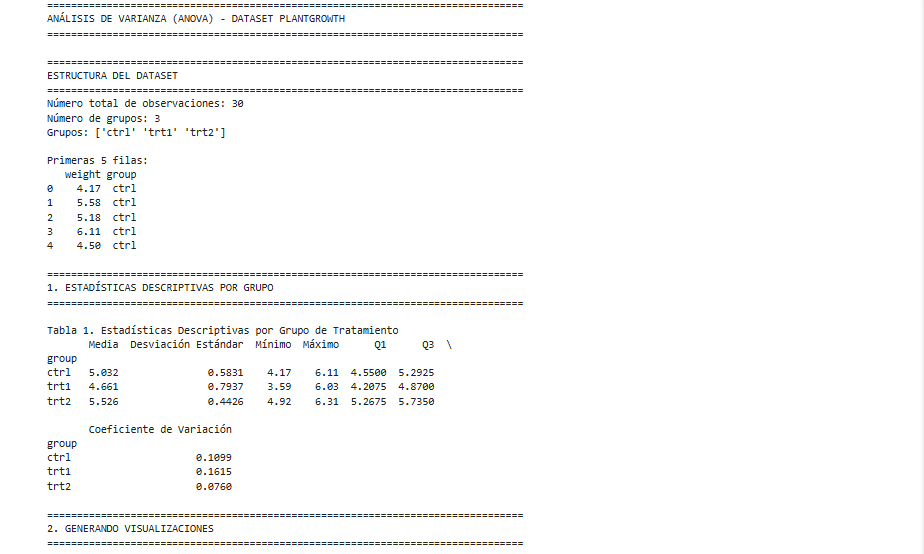 ================================================================================
ANÁLISIS DE VARIANZA (ANOVA) - DATASET PLANTGROWTH
================================================================================
================================================================================
ESTRUCTURA DEL DATASET
================================================================================
Número total de observaciones: 30
Número de grupos: 3
Grupos: ['ctrl' 'trt1' 'trt2']
Primeras 5 filas:
   weight group
0    4.17  ctrl
1    5.58  ctrl
2    5.18  ctrl
3    6.11  ctrl
4    4.50  ctrl
================================================================================
1. ESTADÍSTICAS DESCRIPTIVAS POR GRUPO
================================================================================
Tabla 1. Estadísticas Descriptivas por Grupo de Tratamiento
       Media  Desviación Estándar  Mínimo  Máximo      Q1      Q3  \
group
ctrl   5.032               0.5831    4.17    6.11  4.5500  5.2925
trt1   4.661               0.7937    3.59    6.03  4.2075  4.8700
trt2   5.526               0.4426    4.92    6.31  5.2675  5.7350
       Coeficiente de Variación
group
ctrl                     0.1099
trt1                     0.1615
trt2                     0.0760
================================================================================
2. GENERANDO VISUALIZACIONES
================================================================================